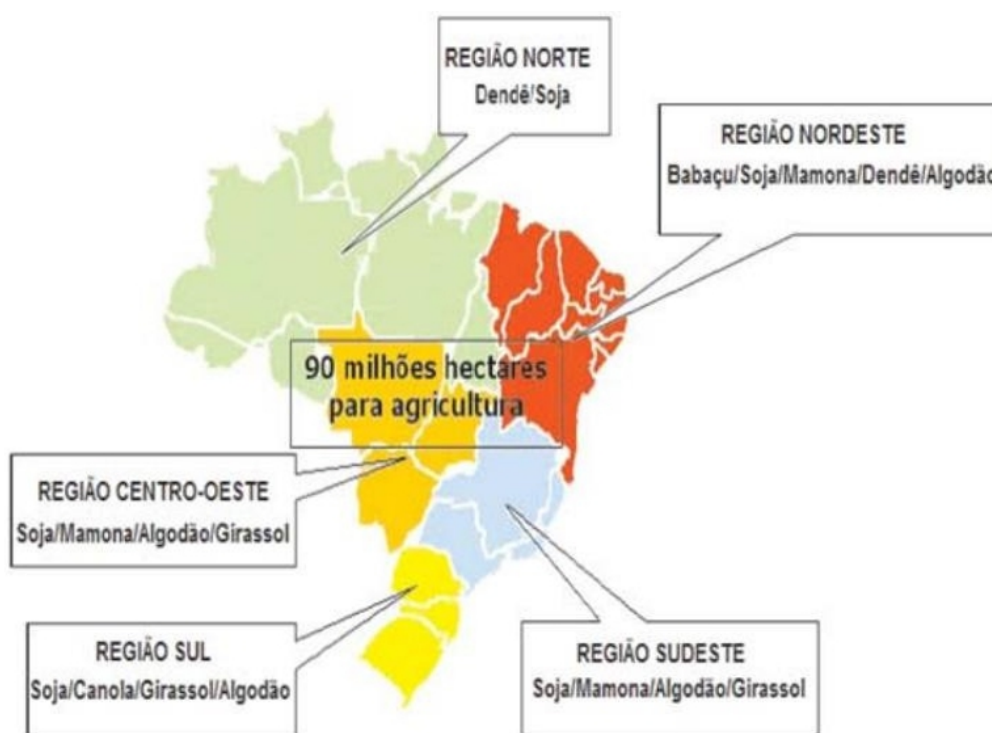 REGIÃO NORTE
Dendê/Soja
REGIÃO NORDESTE
Babaçu/Soja/Mamona/Dendê/Algodão
90 milhões hectares
para agricultura
REGIÃO CENTRO-OESTE
Soja/Mamona/Algodão/Girassol
REGIÃO SUL
Soja/Canola/Girassol/Algodão
REGIÃO SUDESTE
Soja/Mamona/Algodão/Girassol